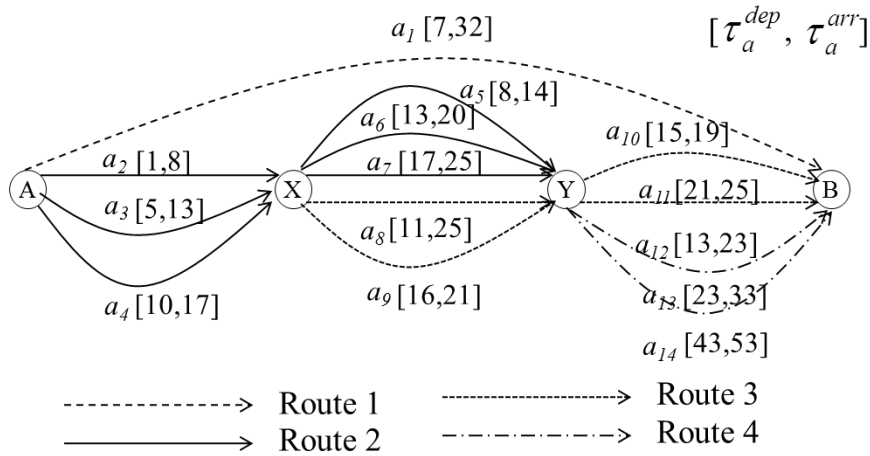 a₁ [7,32]
[τₐᵈᵉᵖ, τₐᵃʳʳ]
a₅ [8,14]
a₆ [13,20]
a₁₀ [15,19]
a₂ [1,8]
a₇ [17,25]
A
X
Y
B
a₃ [5,13]
a₁₁ [21,25]
a₈ [11,25]
a₁₂ [13,23]
a₄ [10,17]
a₉ [16,21]
a₁₃ [23,33]
a₁₄ [43,53]
Route 1
Route 3
Route 2
Route 4